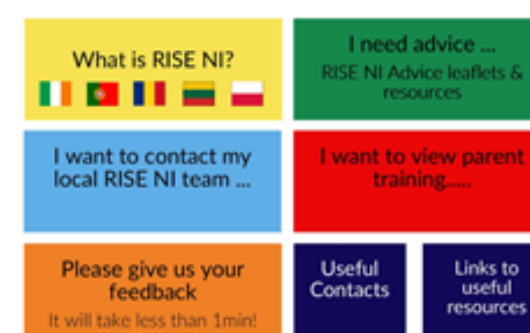 What is RISE NI?
I need advice ...
RISE NI Advice leaflets &
resources
I want to contact my
local RISE NI team ...
I want to view parent
training.....
Please give us your
feedback
It will take less than 1min!
Useful
Contacts
Links to
useful
resources